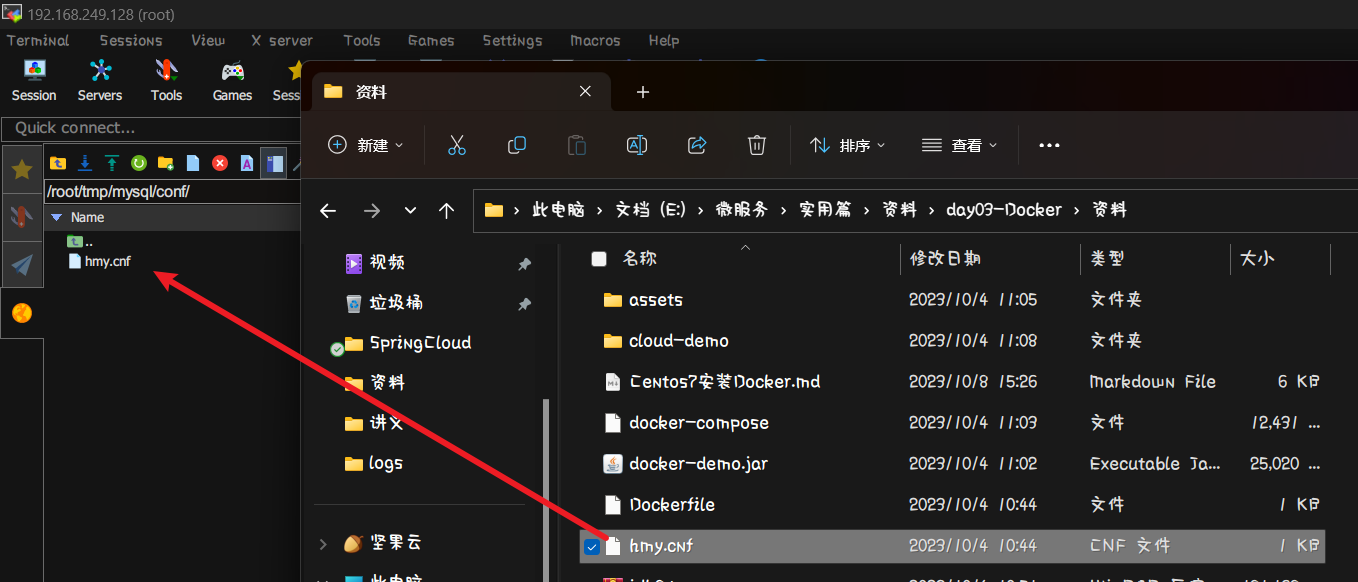 192.168.249.128 (root)
Terminal Sessions View X server Tools Games Settings Macros Help
Session Servers Tools Games Sess
Quick connect...
/root/tmp/mysql/conf/
Name
..
hmy.cnf
资料
新建 排序 查看
此电脑 文档 (E:) 微服务 实用篇 资料 day03-Docker 资料
视频
垃圾桶
SpringCloud
资料
讲义
logs
坚果云
此电脑
名称 修改日期 类型 大小
assets 2023/10/4 11:05 文件夹
cloud-demo 2023/10/4 11:08 文件夹
Centos7安装Docker.md 2023/10/8 15:26 Markdown File 6 KB
docker-compose 2023/10/4 11:03 文件 12,431 ...
docker-demo.jar 2023/10/4 11:02 Executable Ja... 25,020 ...
Dockerfile 2023/10/4 10:44 文件 1 KB
hmy.cnf 2023/10/4 10:44 CNF 文件 1 KB